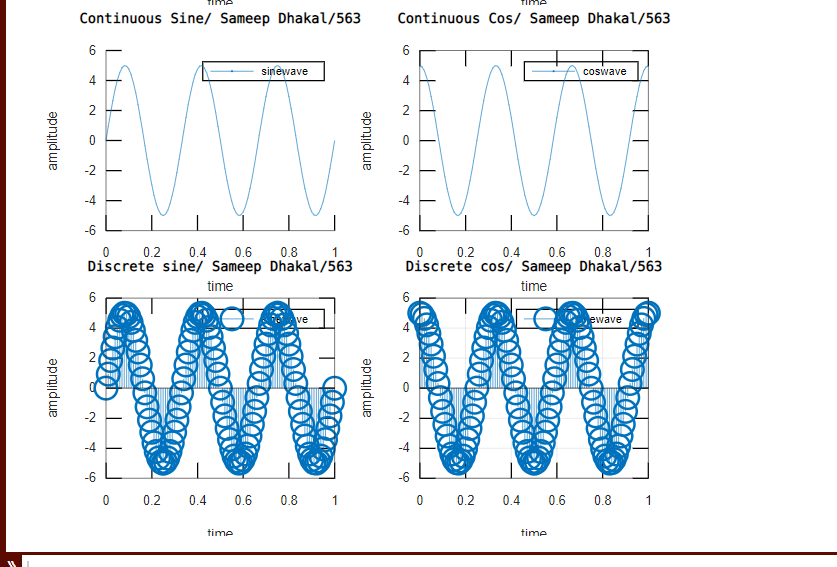 time time
Continuous Sine/ Sameep Dhakal/563 Continuous Cos/ Sameep Dhakal/563
6 6
sinewave coswave
4 4
2 2
amplitude amplitude
0 0
-2 -2
-4 -4
-6 -6
0 0.2 0.4 0.6 0.8 1 0 0.2 0.4 0.6 0.8 1
Discrete sine/ Sameep Dhakal/563 Discrete cos/ Sameep Dhakal/563
time time
6 6
4 4
2 2
amplitude amplitude
0 0
-2 -2
-4 -4
-6 -6
0 0.2 0.4 0.6 0.8 1 0 0.2 0.4 0.6 0.8 1
time time
»